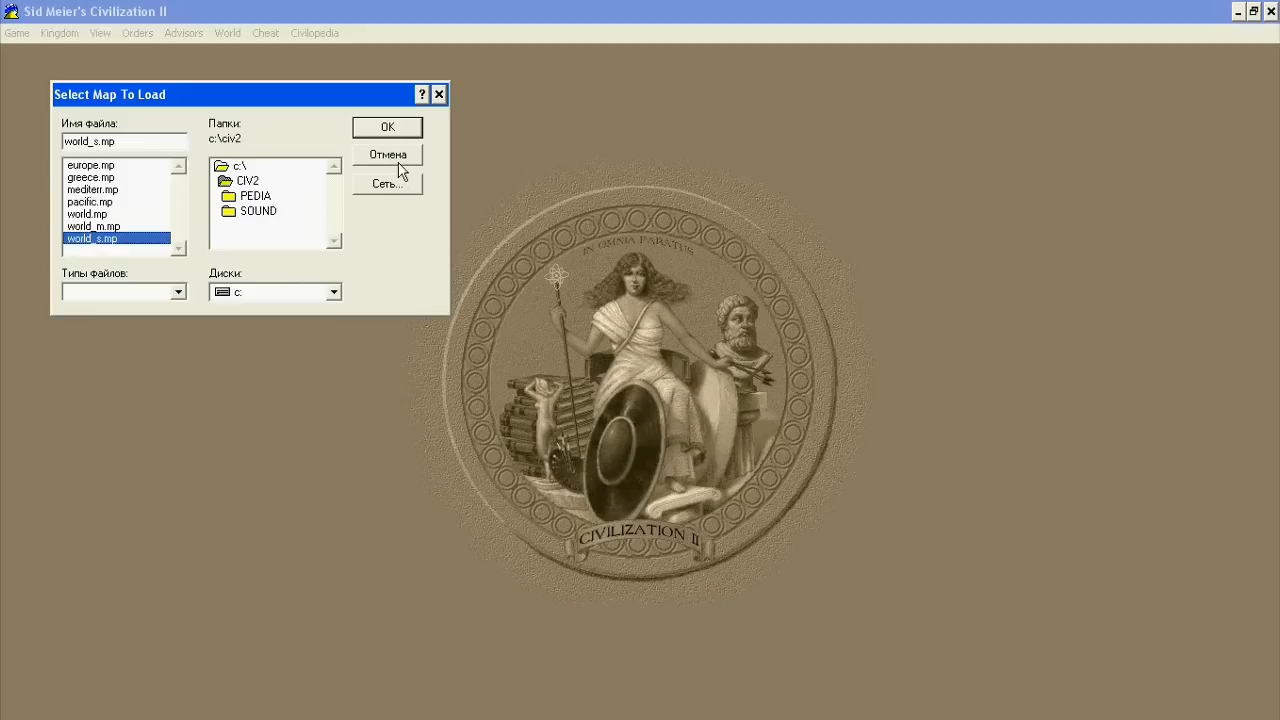 Sid Meier's Civilization II
Game Kingdom View Orders Advisors World Cheat Civilopedia
Select Map To Load
Имя файла:
world_s.mp
europe.mp
greece.mp
mediterr.mp
pacific.mp
world.mp
world_m.mp
world_s.mp
Типы файлов:
Папки:
c:\civ2
c:\
CIV2
PEDIA
SOUND
Диски:
c:
OK
Отмена
Сеть...
IN OMNIA PARATUS
CIVILIZATION II